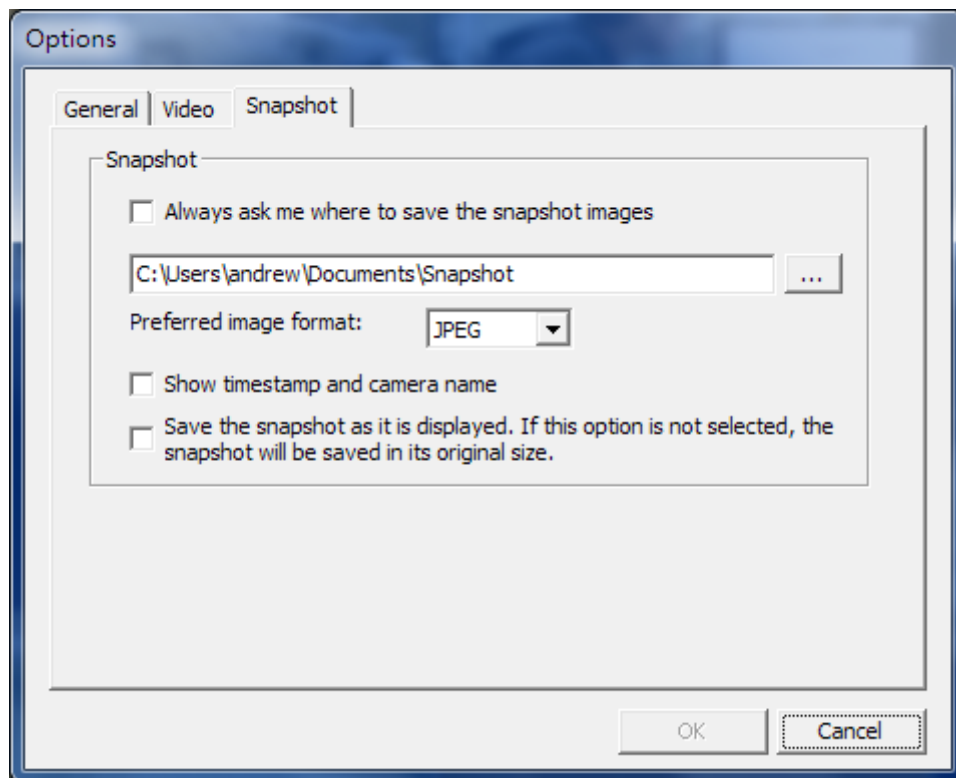 Options
General
Video
Snapshot
Snapshot
Always ask me where to save the snapshot images
C:\Users\andrew\Documents\Snapshot
...
Preferred image format:
JPEG
Show timestamp and camera name
Save the snapshot as it is displayed. If this option is not selected, the
snapshot will be saved in its original size.
OK
Cancel